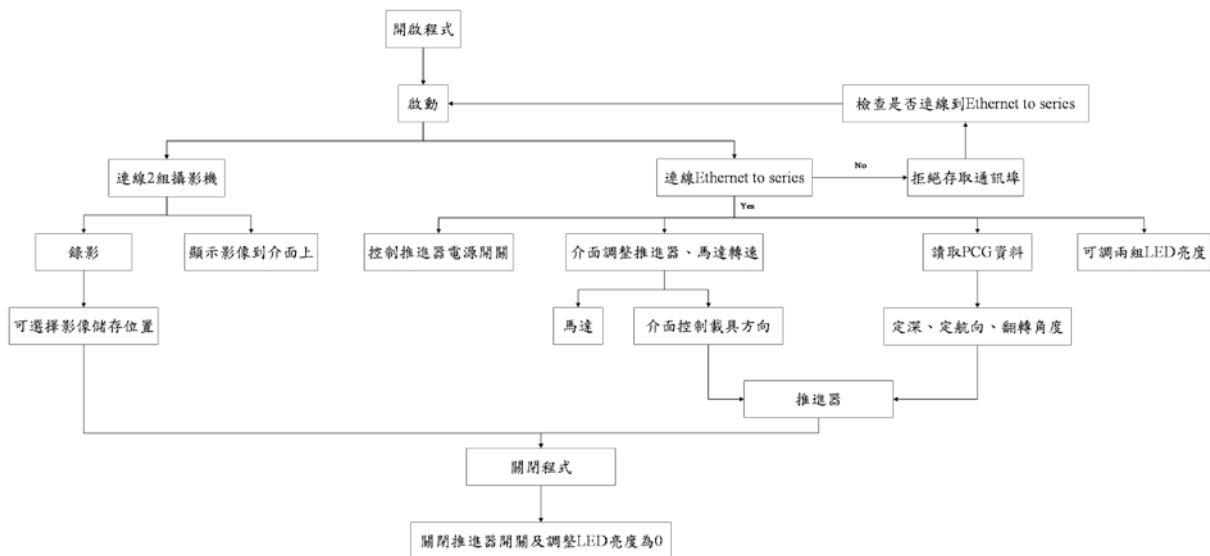 開啟程式
啟動
檢查是否連線到Ethernet to series
連線2組攝影機
連線Ethernet to series
No
拒絕存取通訊埠
Yes
錄影
顯示影像到介面上
控制推進器電源開關
介面調整推進器、馬達轉速
讀取PCG資料
可調兩組LED亮度
可選擇影像儲存位置
馬達
介面控制載具方向
定深、定航向、翻轉角度
推進器
關閉程式
關閉推進器開關及調整LED亮度為0